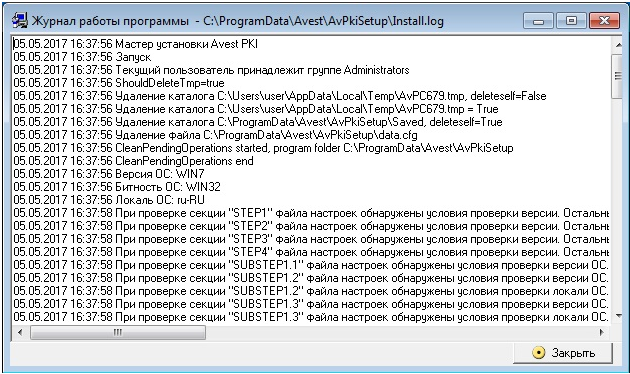 Журнал работы программы - C:\ProgramData\Avest\AvPkiSetup\Install.log
05.05.2017 16:37:56 Мастер установки Avest PKI
05.05.2017 16:37:56 Запуск
05.05.2017 16:37:56 Текущий пользователь принадлежит группе Administrators
05.05.2017 16:37:56 ShouldDeleteTmp=true
05.05.2017 16:37:56 Удаление каталога C:\Users\user\AppData\Local\Temp\AvPC679.tmp, deleteself=False
05.05.2017 16:37:56 Удаление каталога C:\Users\user\AppData\Local\Temp\AvPC679.tmp = True
05.05.2017 16:37:56 Удаление каталога C:\ProgramData\Avest\AvPkiSetup\Saved, deleteself=True
05.05.2017 16:37:56 Удаление файла C:\ProgramData\Avest\AvPkiSetup\data.cfg
05.05.2017 16:37:56 CleanPendingOperations started, program folder C:\ProgramData\Avest\AvPkiSetup
05.05.2017 16:37:56 CleanPendingOperations end
05.05.2017 16:37:56 Версия ОС: WIN7
05.05.2017 16:37:56 Битность ОС: WIN32
05.05.2017 16:37:56 Локаль ОС: ru-RU
05.05.2017 16:37:58 При проверке секции "STEP1" файла настроек обнаружены условия проверки версии. Остальны
05.05.2017 16:37:58 При проверке секции "STEP2" файла настроек обнаружены условия проверки версии. Остальны
05.05.2017 16:37:58 При проверке секции "STEP3" файла настроек обнаружены условия проверки версии. Остальны
05.05.2017 16:37:58 При проверке секции "STEP4" файла настроек обнаружены условия проверки версии. Остальны
05.05.2017 16:37:58 При проверке секции "SUBSTEP1.1" файла настроек обнаружены условия проверки версии ОС.
05.05.2017 16:37:58 При проверке секции "SUBSTEP1.2" файла настроек обнаружены условия проверки версии ОС.
05.05.2017 16:37:58 При проверке секции "SUBSTEP1.2" файла настроек обнаружены условия проверки локали ОС.
05.05.2017 16:37:58 При проверке секции "SUBSTEP1.3" файла настроек обнаружены условия проверки версии ОС.
05.05.2017 16:37:58 При проверке секции "SUBSTEP1.3" файла настроек обнаружены условия проверки локали ОС.
Закрыть